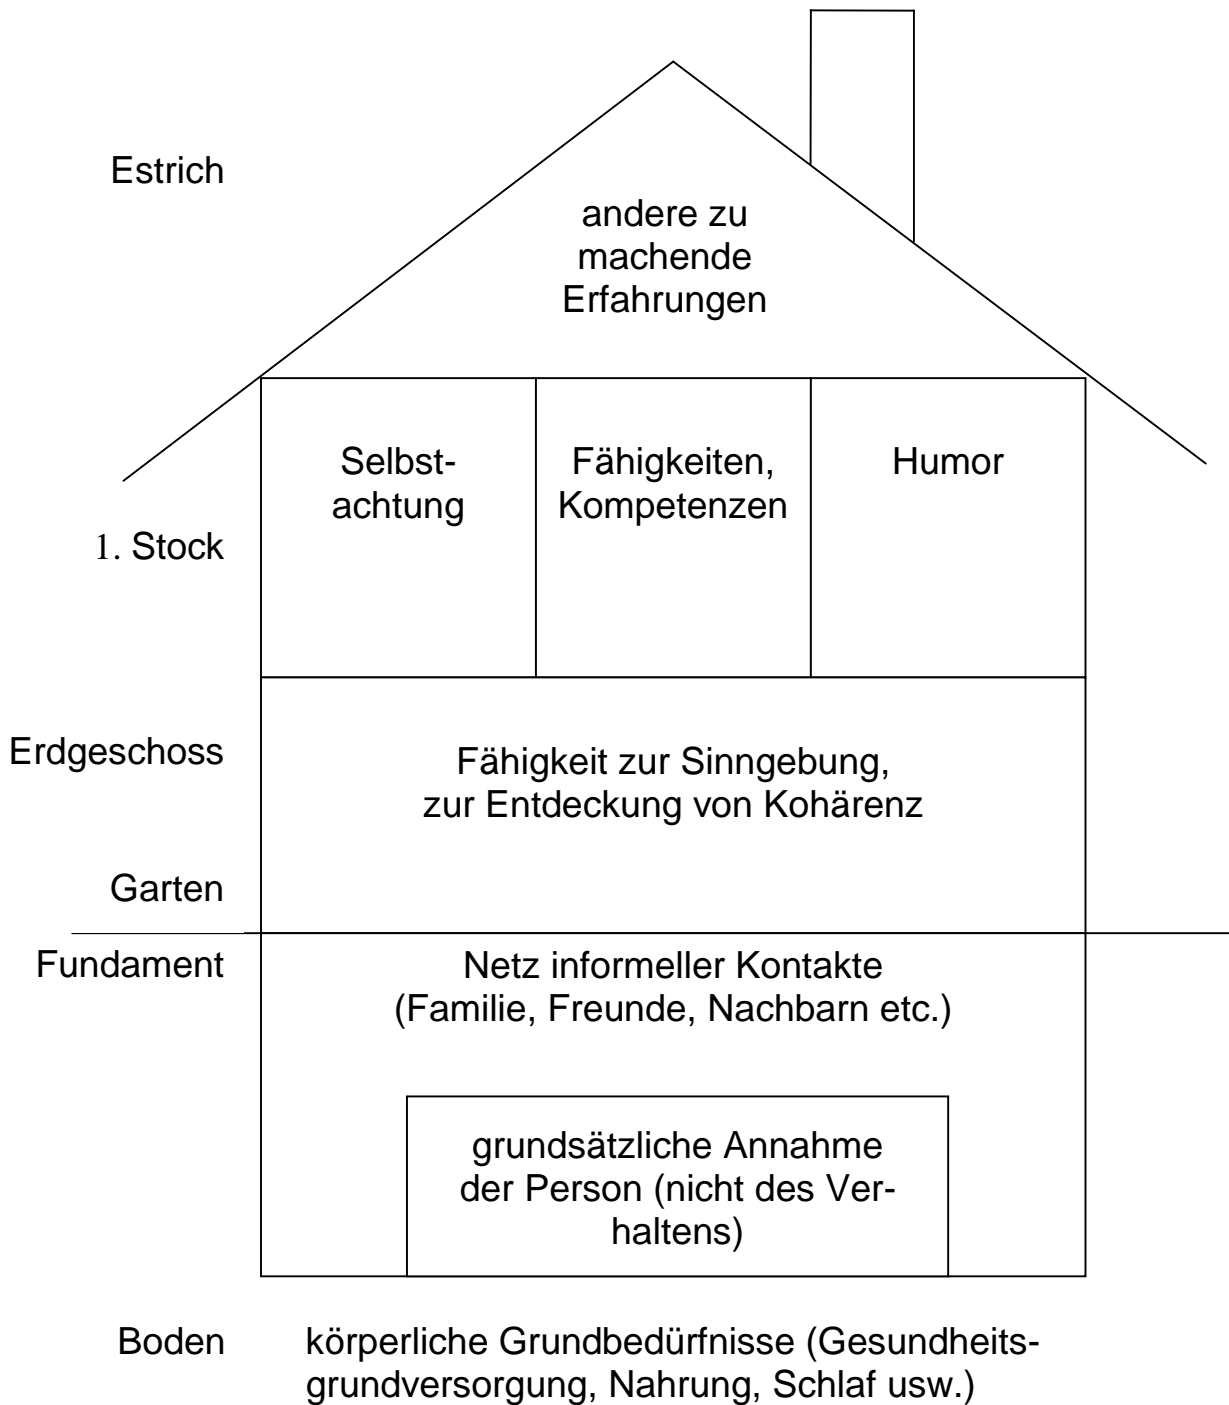 Estrich
andere zu
machende
Erfahrungen
Selbst-
achtung
Fähigkeiten,
Kompetenzen
Humor
1. Stock
Erdgeschoss
Fähigkeit zur Sinngebung,
zur Entdeckung von Kohärenz
Garten
Fundament
Netz informeller Kontakte
(Familie, Freunde, Nachbarn etc.)
grundsätzliche Annahme
der Person (nicht des Ver-
haltens)
Boden
körperliche Grundbedürfnisse (Gesundheits-
grundversorgung, Nahrung, Schlaf usw.)